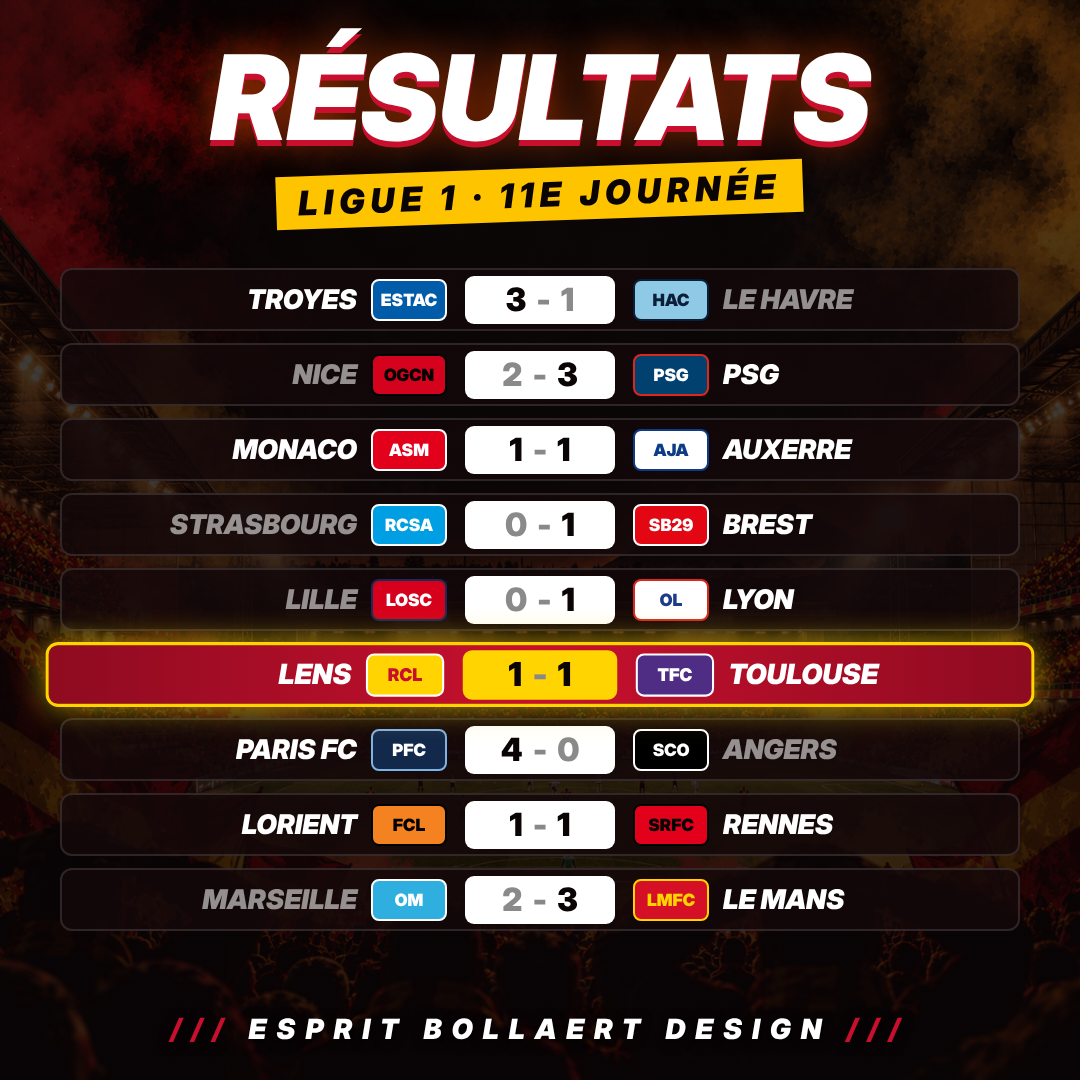 RÉSULTATS
LIGUE 1 · 11E JOURNÉE
TROYES ESTAC 3 - 1 HAC LE HAVRE
NICE OGCN 2 - 3 PSG PSG
MONACO ASM 1 - 1 AJA AUXERRE
STRASBOURG RCSA 0 - 1 SB29 BREST
LILLE LOSC 0 - 1 OL LYON
LENS RCL 1 - 1 TFC TOULOUSE
PARIS FC PFC 4 - 0 SCO ANGERS
LORIENT FCL 1 - 1 SRFC RENNES
MARSEILLE OM 2 - 3 LMFC LE MANS
/// ESPRIT BOLLAERT DESIGN ///